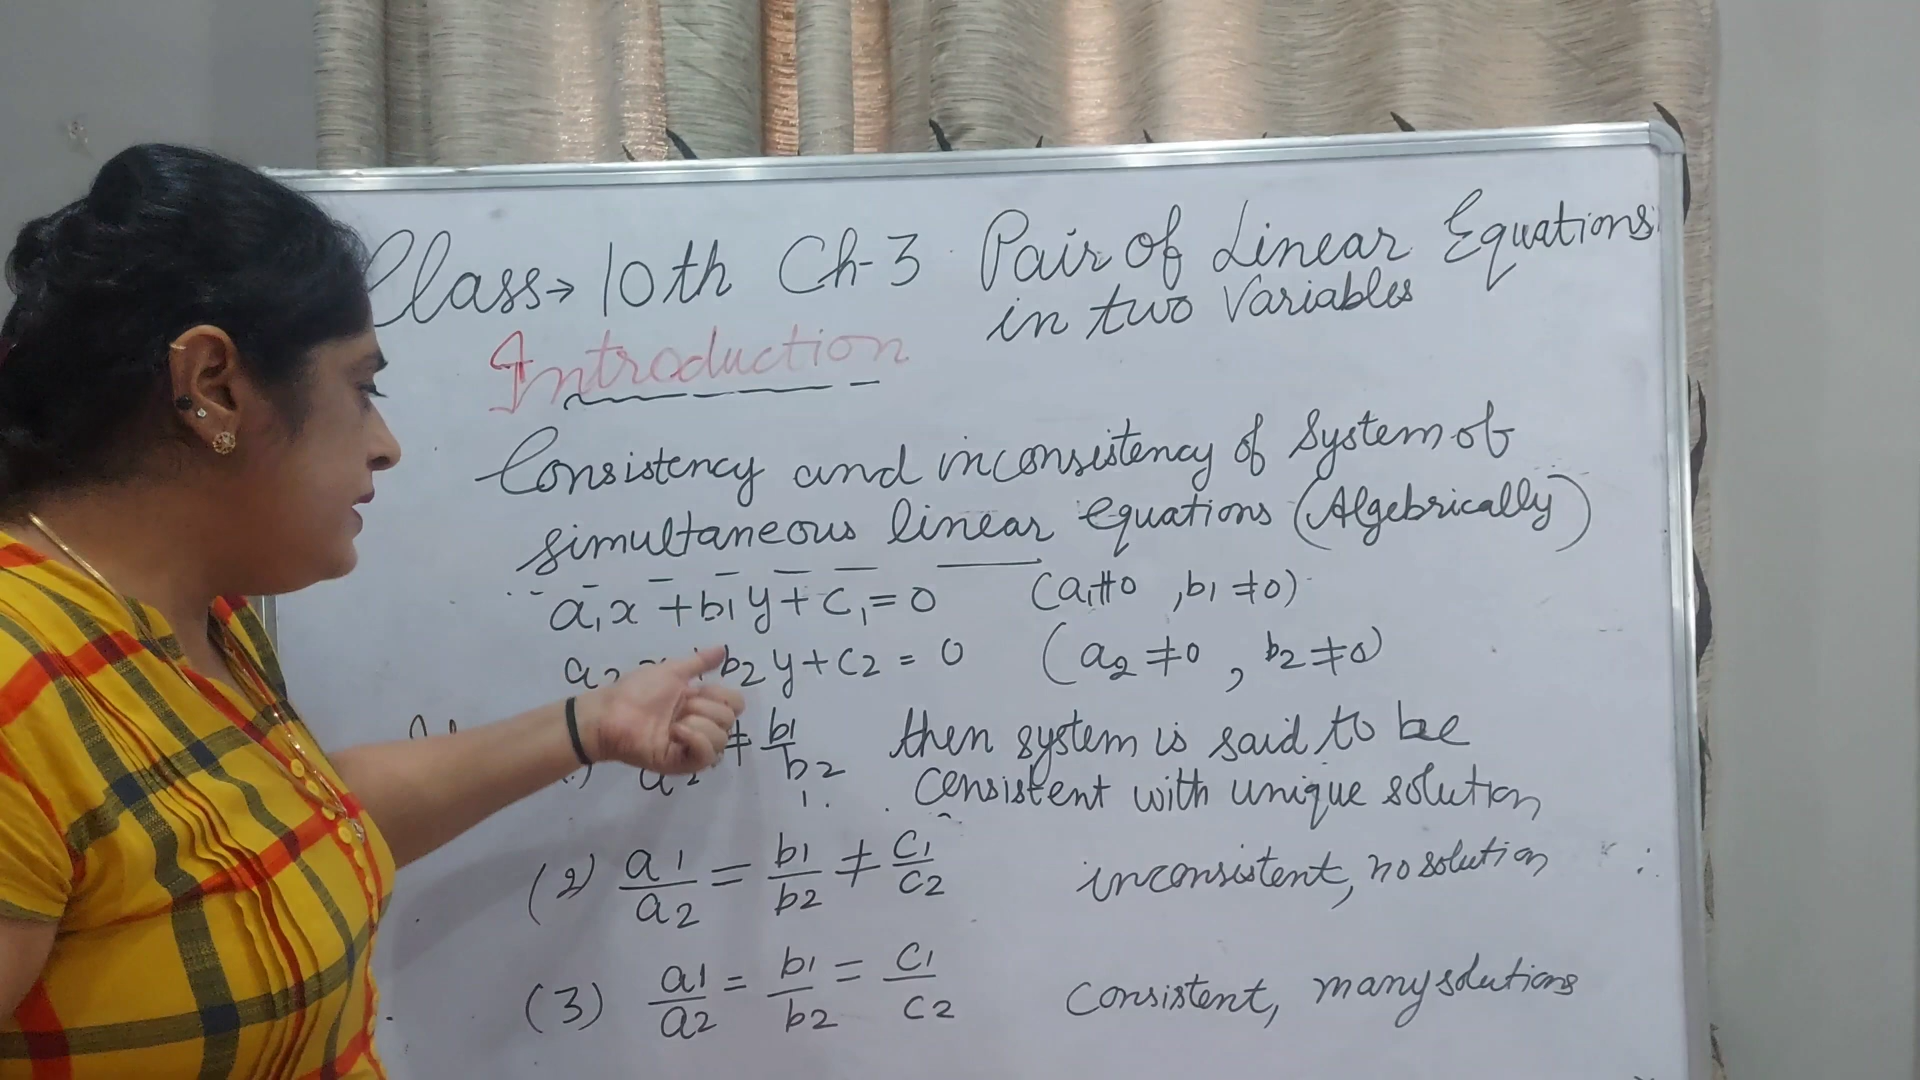 Class → 10th Ch-3 Pair of Linear Equations
in two Variables
Introduction
Consistency and inconsistency of System of
simultaneous linear equations (Algebrically)
a₁x + b₁y + c₁ = 0 (a₁ ≠ 0, b₁ ≠ 0)
a₂ + b₂y + c₂ = 0 (a₂ ≠ 0, b₂ ≠ 0)
a₂ ≠ b₁/b₂ then system is said to be
consistent with unique solution
(2) a₁/a₂ = b₁/b₂ ≠ c₁/c₂ inconsistent, no solution
(3) a₁/a₂ = b₁/b₂ = c₁/c₂ Consistent, many solutions